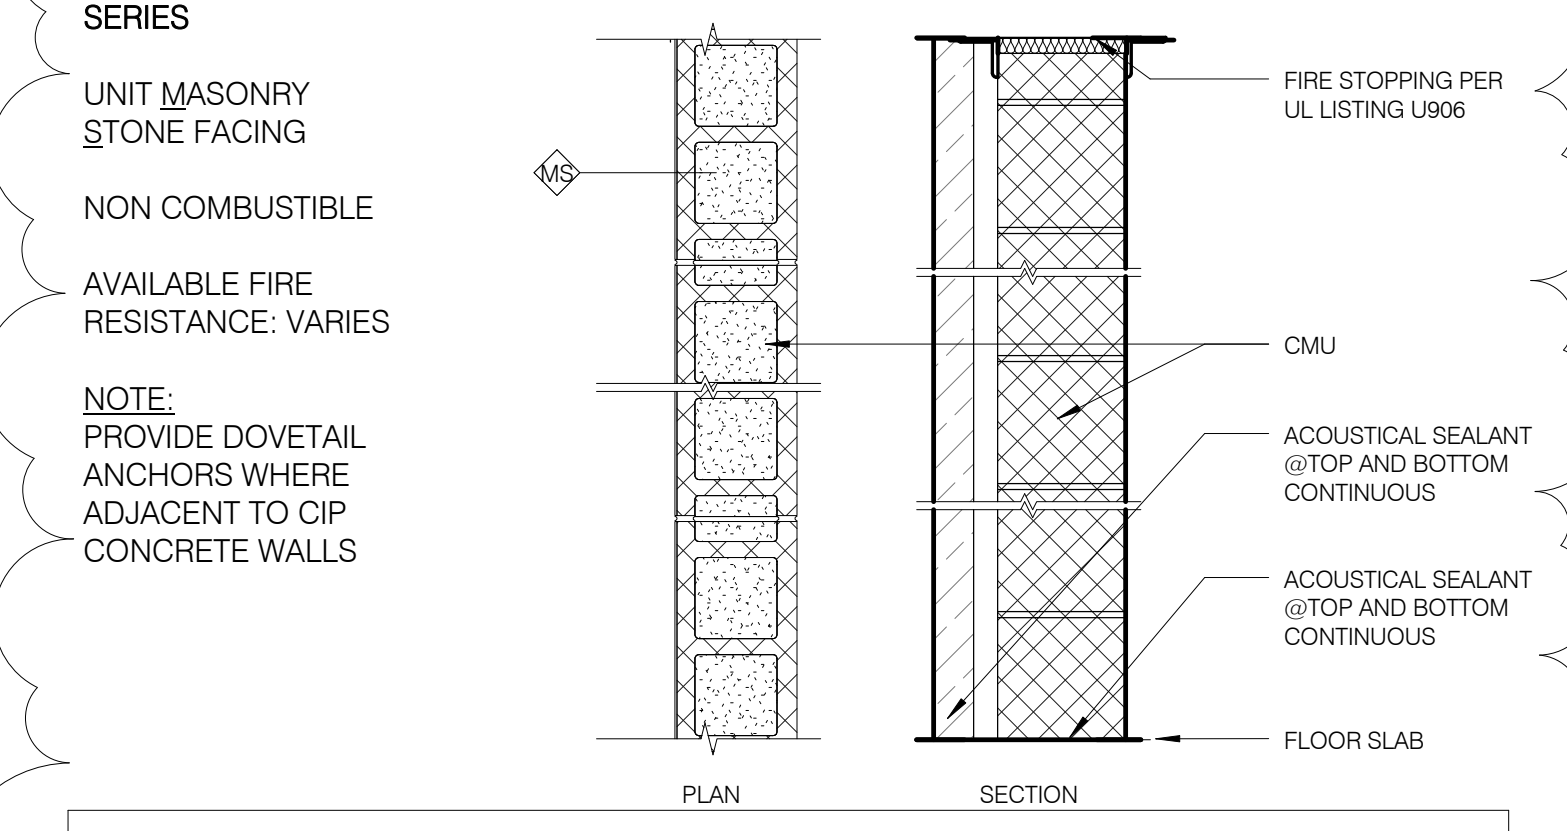 SERIES
UNIT MASONRY
STONE FACING
NON COMBUSTIBLE
AVAILABLE FIRE
RESISTANCE: VARIES
NOTE:
PROVIDE DOVETAIL
ANCHORS WHERE
ADJACENT TO CIP
CONCRETE WALLS
MS
PLAN
SECTION
FIRE STOPPING PER
UL LISTING U906
CMU
ACOUSTICAL SEALANT
@TOP AND BOTTOM
CONTINUOUS
ACOUSTICAL SEALANT
@TOP AND BOTTOM
CONTINUOUS
FLOOR SLAB